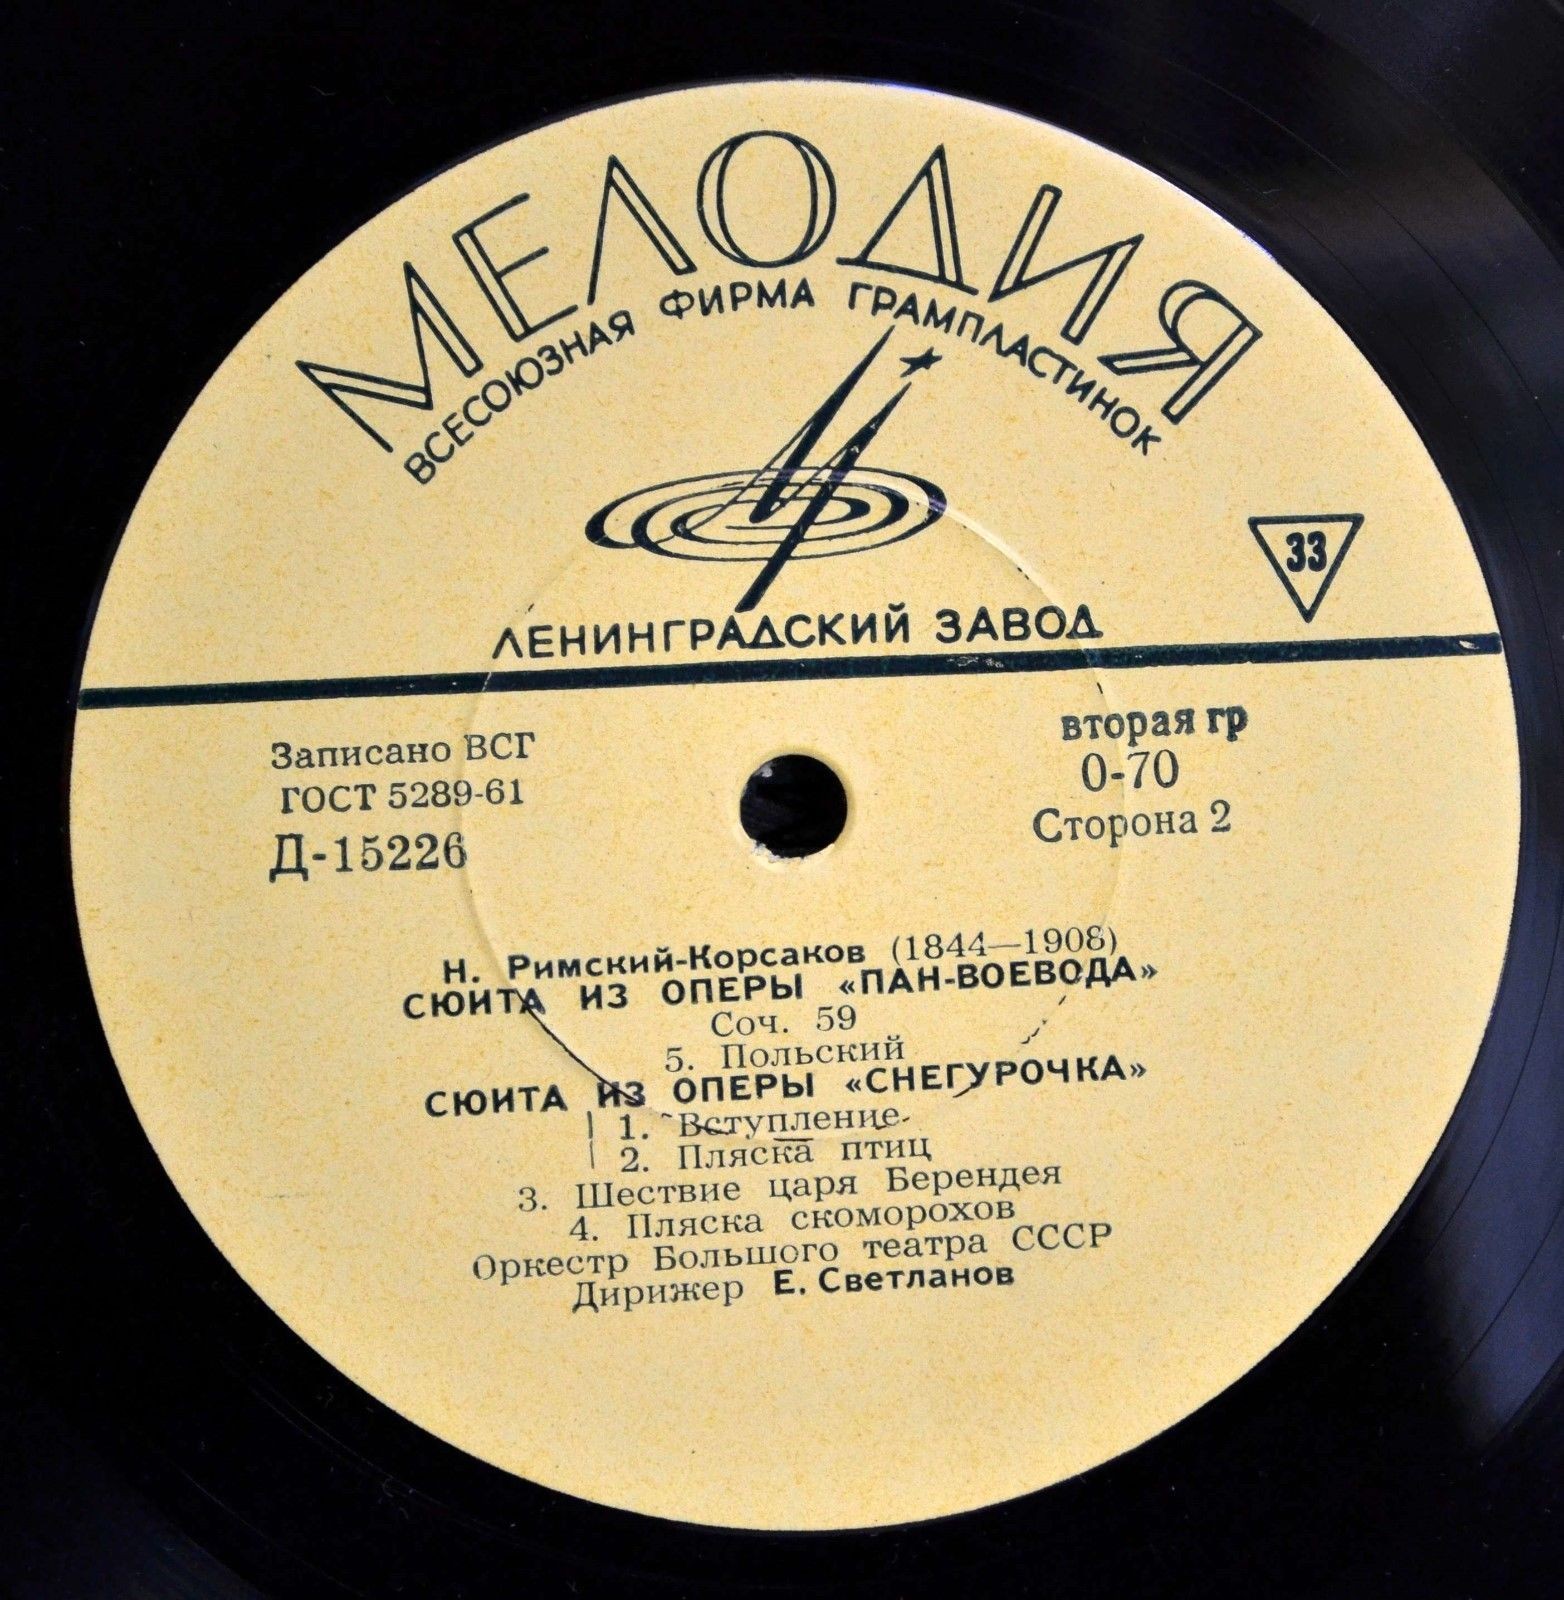 МЕЛОДИЯ
ВСЕСОЮЗНАЯ ФИРМА ГРАМПЛАСТИНОК
33
ЛЕНИНГРАДСКИЙ ЗАВОД
Записано ВСГ
ГОСТ 5289-61
Д-15226
вторая гр
0-70
Сторона 2
Н. Римский-Корсаков (1844—1908)
СЮИТА ИЗ ОПЕРЫ «ПАН-ВОЕВОДА»
Соч. 59
5. Польский
СЮИТА ИЗ ОПЕРЫ «СНЕГУРОЧКА»
1. Вступление
2. Пляска птиц
3. Шествие царя Берендея
4. Пляска скоморохов
Оркестр Большого театра СССР
Дирижер Е. Светланов